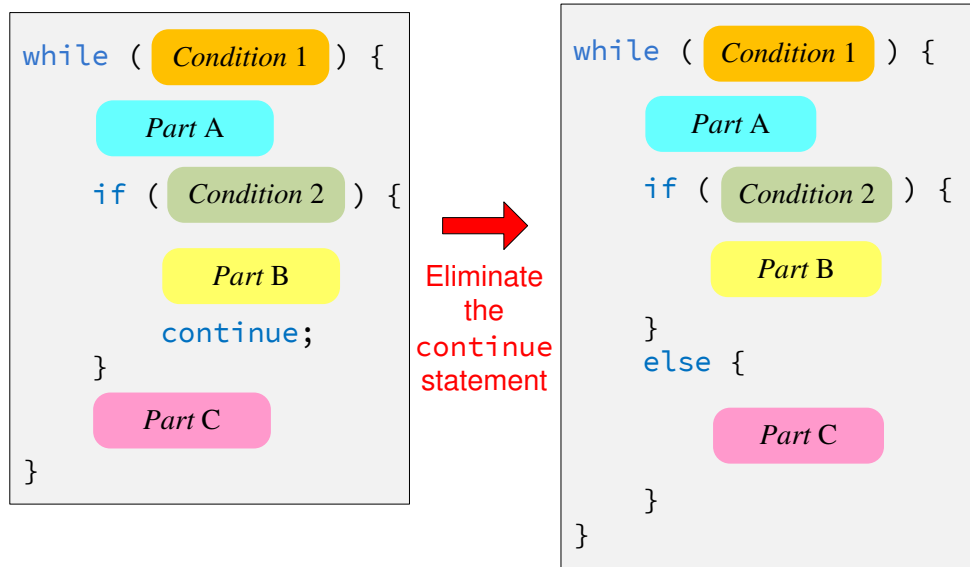 while ( Condition 1 ) {
Part A
if ( Condition 2 ) {
Part B
continue;
}
Part C
}
Eliminate
the
continue
statement
while ( Condition 1 ) {
Part A
if ( Condition 2 ) {
Part B
}
else {
Part C
}
}